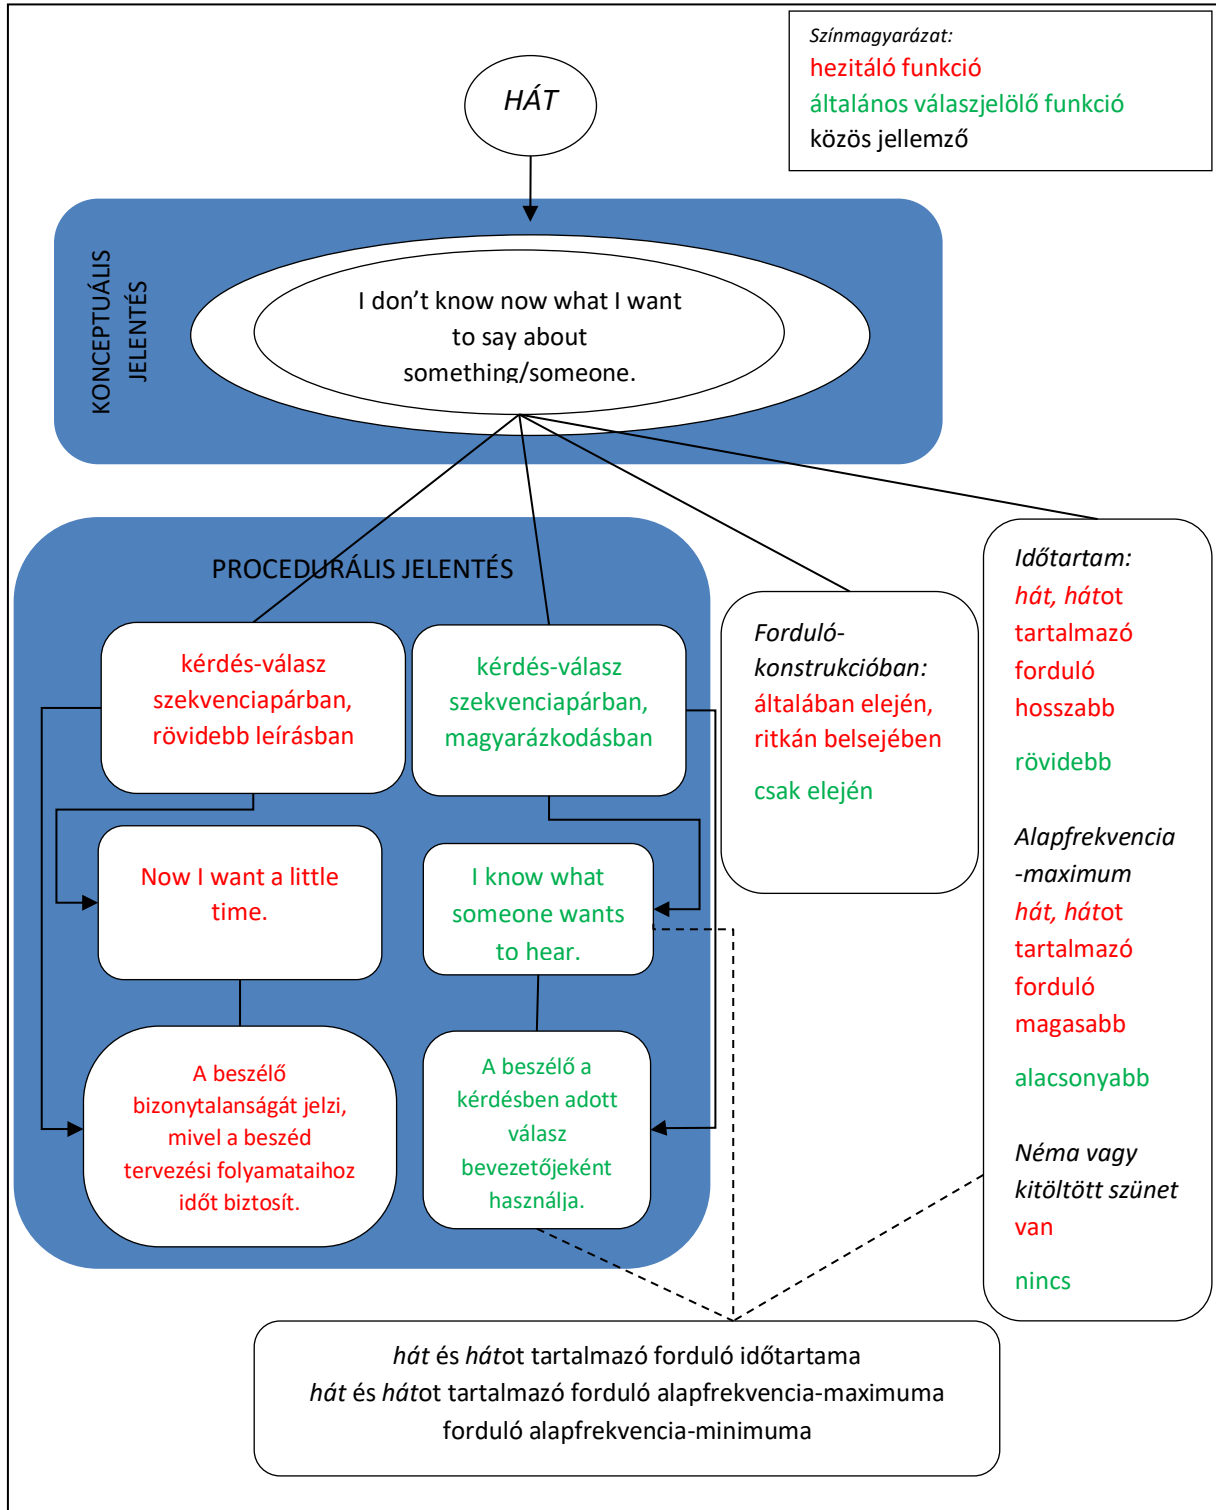 Színmagyarázat:
hezitáló funkció
általános válaszjelölő funkció
közös jellemző
HÁT
KONCEPTUÁLIS
JELENTÉS
I don't know now what I want
to say about
something/someone.
PROCEDURÁLIS JELENTÉS
kérdés-válasz
szekvenciapárban,
rövidebb leírásban
kérdés-válasz
szekvenciapárban,
magyarázkodásban
Now I want a little
time.
I know what
someone wants
to hear.
A beszélő
bizonytalanságát jelzi,
mivel a beszéd
tervezési folyamataihoz
időt biztosít.
A beszélő a
kérdésben adott
válasz
bevezetőjeként
használja.
Forduló-
konstrukcióban:
általában elején,
ritkán belsejében
csak elején
Időtartam:
hát, hátot
tartalmazó
forduló
hosszabb
rövidebb
Alapfrekvencia
-maximum
hát, hátot
tartalmazó
forduló
magasabb
alacsonyabb
Néma vagy
kitöltött szünet
van
nincs
hát és hátot tartalmazó forduló időtartama
hát és hátot tartalmazó forduló alapfrekvencia-maximuma
forduló alapfrekvencia-minimuma